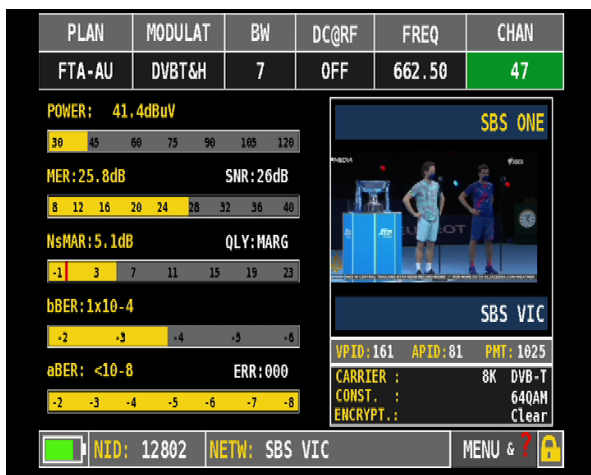 PLAN MODULAT BW DC@RF FREQ CHAN
FTA-AU DVBT&H 7 OFF 662.50 47
POWER: 41.4dBuV
30 45 60 75 90 105 120
MER:25.8dB SNR:26dB
8 12 16 20 24 28 32 36 40
NsMAR:5.1dB QLY:MARG
-1 3 7 11 15 19 23
bBER:1x10-4
-2 -3 -4 -5 -6
aBER: <10-8 ERR:000
-2 -3 -4 -5 -6 -7 -8
SBS ONE
SBS VIC
VPID:161 APID:81 PMT:1025
CARRIER : 8K DVB-T
CONST. : 64QAM
ENCRYPT.: Clear
NID: 12802 NETW: SBS VIC MENU & ?